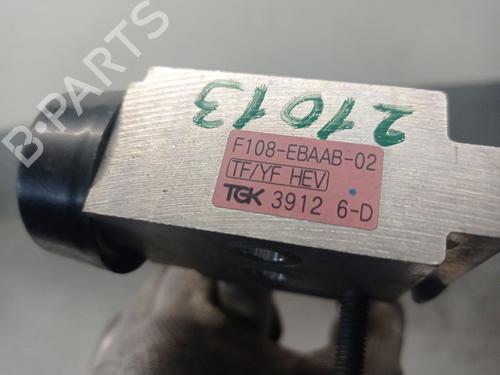 B-PARTS
21013
F108-EBAAB-02
TF/YF HEV
TGK 3912 6-D